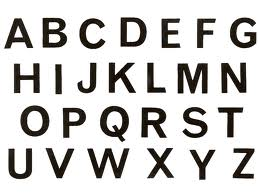 ABCDEFG
HIJKLMN
OPQRST
UVWXYZ